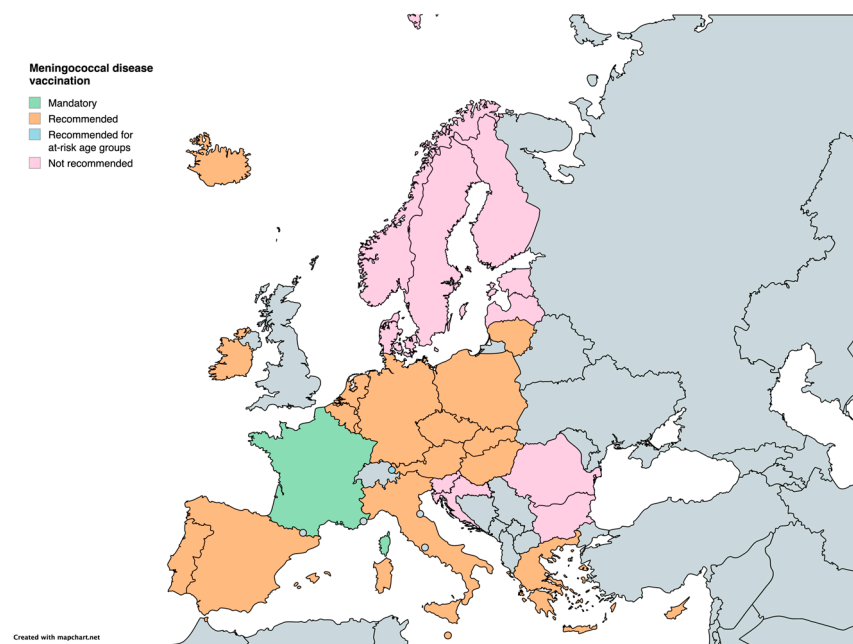 Meningococcal disease
vaccination
Mandatory
Recommended
Recommended for
at-risk age groups
Not recommended
Created with mapchart.net